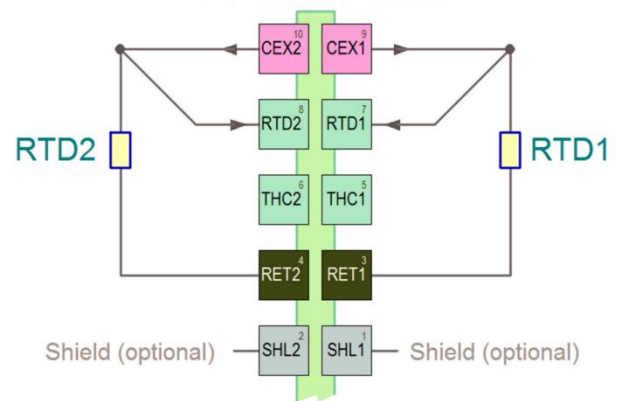 10 9
CEX2 CEX1
8 7
RTD2 RTD1
RTD2 RTD1
6 5
THC2 THC1
4 3
RET2 RET1
2 1
Shield (optional) SHL2 SHL1 Shield (optional)